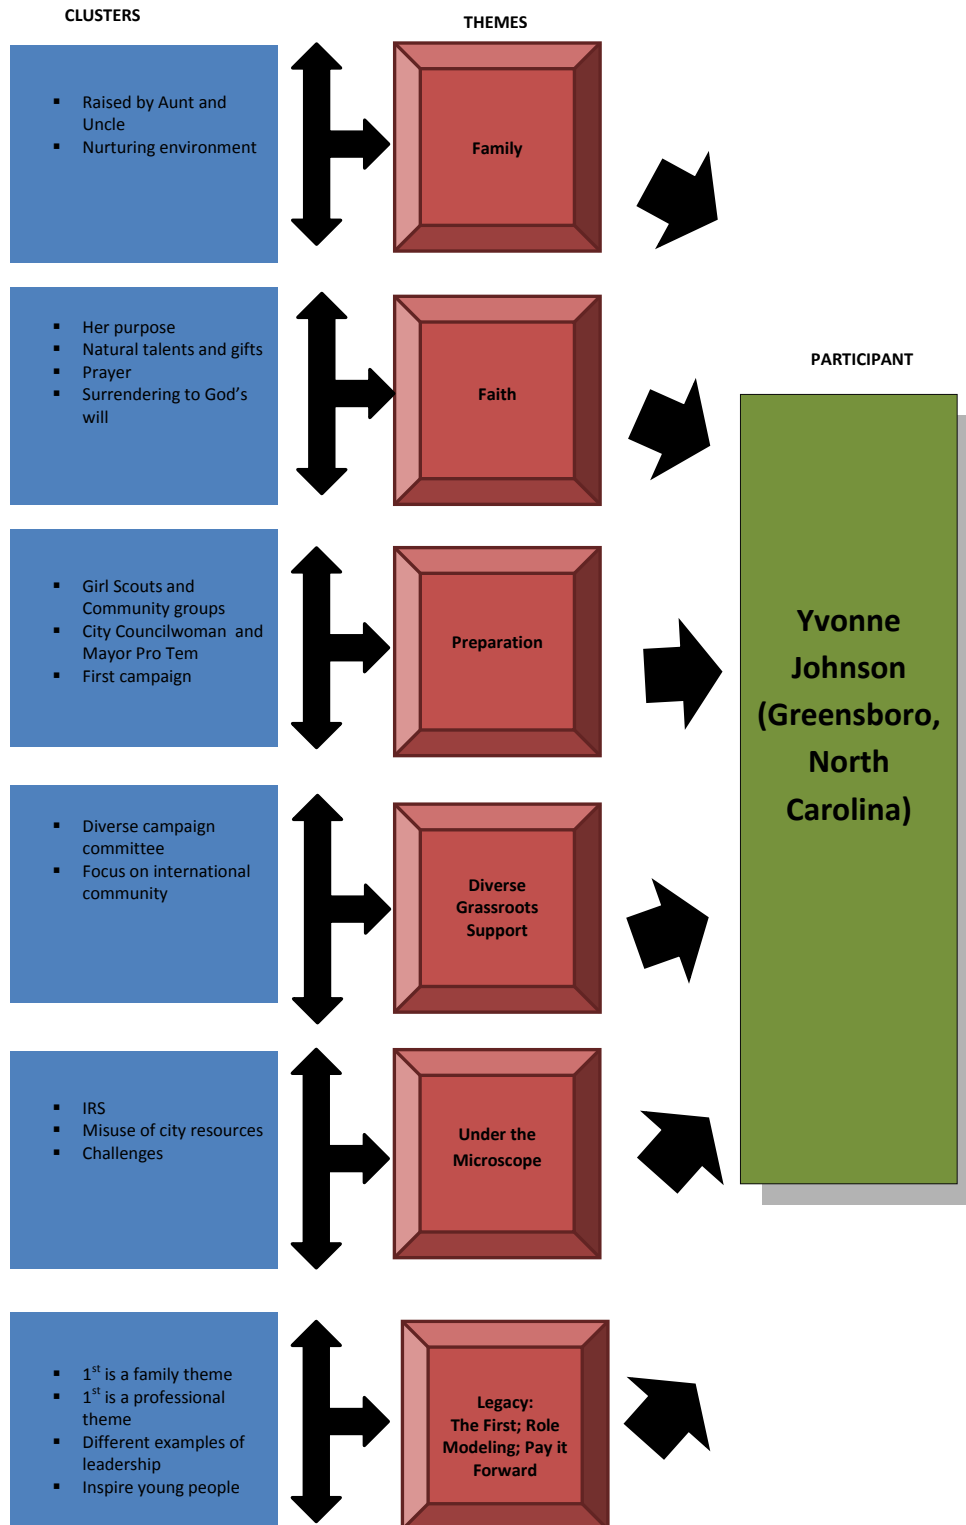 CLUSTERS
THEMES
▪ Raised by Aunt and
Uncle
▪ Nurturing environment
Family
▪ Her purpose
▪ Natural talents and gifts
▪ Prayer
▪ Surrendering to God's
will
Faith
PARTICIPANT
Yvonne
Johnson
(Greensboro,
North
Carolina)
▪ Girl Scouts and
Community groups
▪ City Councilwoman and
Mayor Pro Tem
▪ First campaign
Preparation
▪ Diverse campaign
committee
▪ Focus on international
community
Diverse
Grassroots
Support
▪ IRS
▪ Misuse of city resources
▪ Challenges
Under the
Microscope
▪ 1st is a family theme
▪ 1st is a professional
theme
▪ Different examples of
leadership
▪ Inspire young people
Legacy:
The First; Role
Modeling; Pay it
Forward